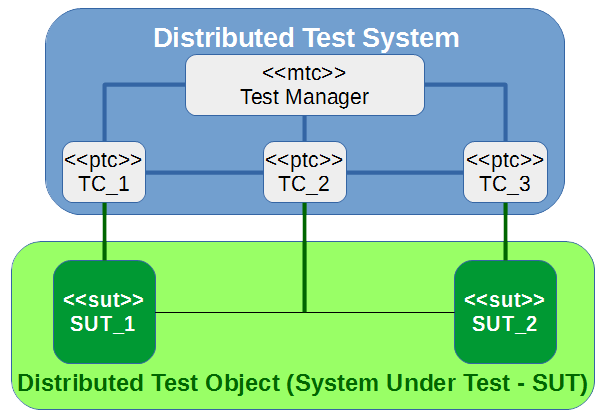 Distributed Test System
<<mtc>>
Test Manager
<<ptc>>
TC_1
<<ptc>>
TC_2
<<ptc>>
TC_3
<<sut>>
SUT_1
<<sut>>
SUT_2
Distributed Test Object (System Under Test - SUT)